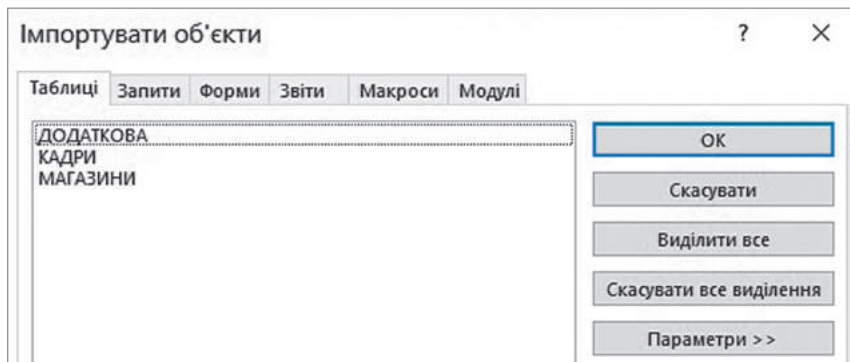 Імпортувати об'єкти ? ×
Таблиці Запити Форми Звіти Макроси Модулі
ДОДАТКОВА
КАДРИ
МАГАЗИНИ
OK
Скасувати
Виділити все
Скасувати все виділення
Параметри >>